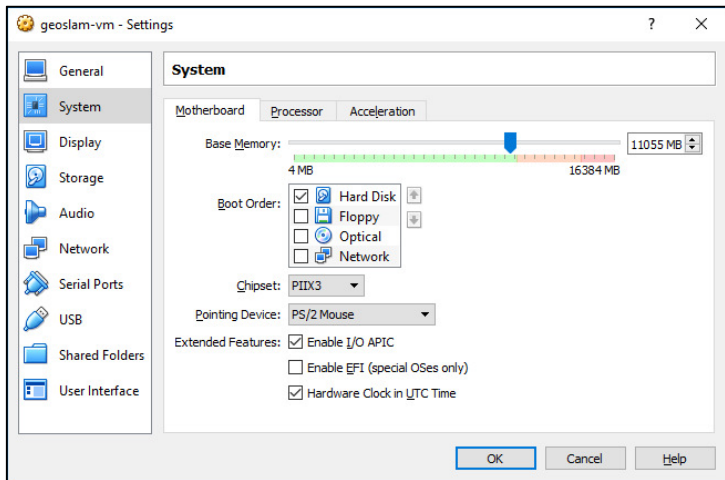 geoslam-vm - Settings ? ×
General
System
Display
Storage
Audio
Network
Serial Ports
USB
Shared Folders
User Interface
System
Motherboard Processor Acceleration
Base Memory: 11055 MB
4 MB 16384 MB
Boot Order: Hard Disk
Floppy
Optical
Network
Chipset: PIIX3
Pointing Device: PS/2 Mouse
Extended Features: Enable I/O APIC
Enable EFI (special OSes only)
Hardware Clock in UTC Time
OK Cancel Help